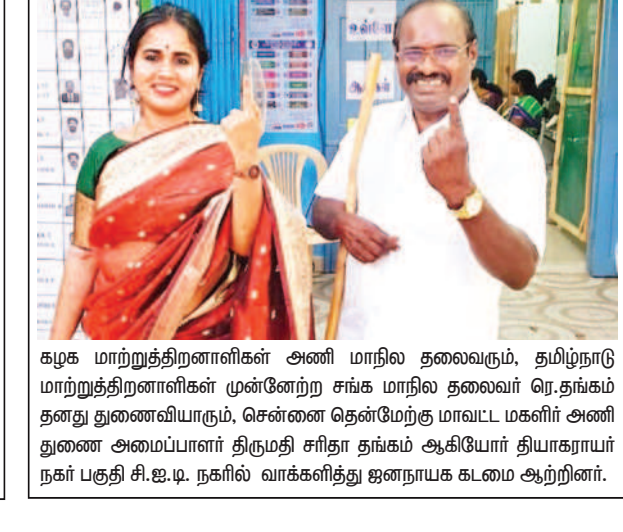 உள்ளே
கழக மாற்றுத்திறனாளிகள் அணி மாநில தலைவரும், தமிழ்நாடு
மாற்றுத்திறனாளிகள் முன்னேற்ற சங்க மாநில தலைவர் ரெ.தங்கம்
தனது துணைவியாரும், சென்னை தென்மேற்கு மாவட்ட மகளிர் அணி
துணை அமைப்பாளர் திருமதி சரிதா தங்கம் ஆகியோர் தியாகராயர்
நகர் பகுதி சி.ஐ.டி. நகரில் வாக்களித்து ஜனநாயக கடமை ஆற்றினர்.